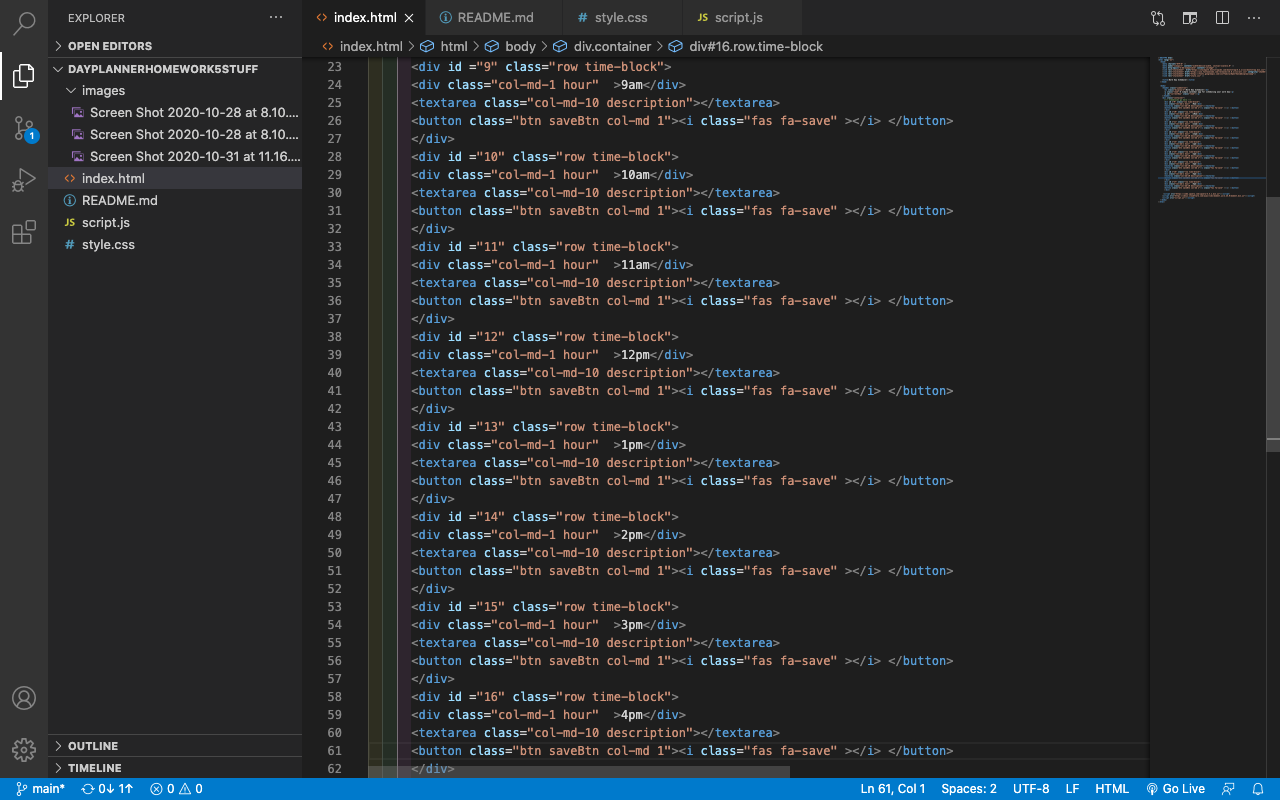 EXPLORER
OPEN EDITORS
DAYPLANNERHOMEWORK5STUFF
images
Screen Shot 2020-10-28 at 8.10....
Screen Shot 2020-10-28 at 8.10....
Screen Shot 2020-10-31 at 11.16....
index.html
README.md
JS script.js
# style.css
OUTLINE
TIMELINE
1
index.html
README.md
# style.css
JS script.js
index.html > html > body > div.container > div#16.row.time-block
23 <div id ="9" class="row time-block">
24 <div class="col-md-1 hour"  >9am</div>
25 <textarea class="col-md-10 description"></textarea>
26 <button class="btn saveBtn col-md 1"><i class="fas fa-save" ></i> </button>
27 </div>
28 <div id ="10" class="row time-block">
29 <div class="col-md-1 hour"  >10am</div>
30 <textarea class="col-md-10 description"></textarea>
31 <button class="btn saveBtn col-md 1"><i class="fas fa-save" ></i> </button>
32 </div>
33 <div id ="11" class="row time-block">
34 <div class="col-md-1 hour"  >11am</div>
35 <textarea class="col-md-10 description"></textarea>
36 <button class="btn saveBtn col-md 1"><i class="fas fa-save" ></i> </button>
37 </div>
38 <div id ="12" class="row time-block">
39 <div class="col-md-1 hour"  >12pm</div>
40 <textarea class="col-md-10 description"></textarea>
41 <button class="btn saveBtn col-md 1"><i class="fas fa-save" ></i> </button>
42 </div>
43 <div id ="13" class="row time-block">
44 <div class="col-md-1 hour"  >1pm</div>
45 <textarea class="col-md-10 description"></textarea>
46 <button class="btn saveBtn col-md 1"><i class="fas fa-save" ></i> </button>
47 </div>
48 <div id ="14" class="row time-block">
49 <div class="col-md-1 hour"  >2pm</div>
50 <textarea class="col-md-10 description"></textarea>
51 <button class="btn saveBtn col-md 1"><i class="fas fa-save" ></i> </button>
52 </div>
53 <div id ="15" class="row time-block">
54 <div class="col-md-1 hour"  >3pm</div>
55 <textarea class="col-md-10 description"></textarea>
56 <button class="btn saveBtn col-md 1"><i class="fas fa-save" ></i> </button>
57 </div>
58 <div id ="16" class="row time-block">
59 <div class="col-md-1 hour"  >4pm</div>
60 <textarea class="col-md-10 description"></textarea>
61 <button class="btn saveBtn col-md 1"><i class="fas fa-save" ></i> </button>
62 </div>
main* 0↓ 1↑ 0 0 Ln 61, Col 1 Spaces: 2 UTF-8 LF HTML Go Live